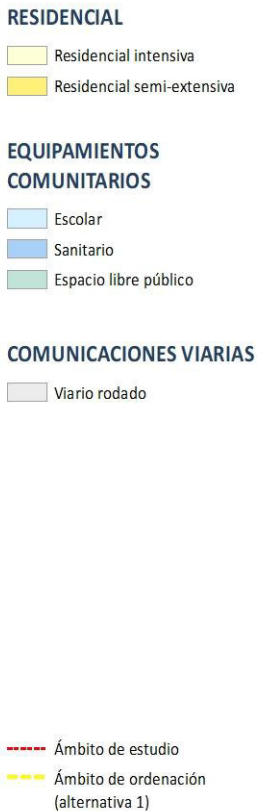 RESIDENCIAL
Residencial intensiva
Residencial semi-extensiva
EQUIPAMIENTOS
COMUNITARIOS
Escolar
Sanitario
Espacio libre público
COMUNICACIONES VIARIAS
Viario rodado
Ámbito de estudio
Ámbito de ordenación
(alternativa 1)